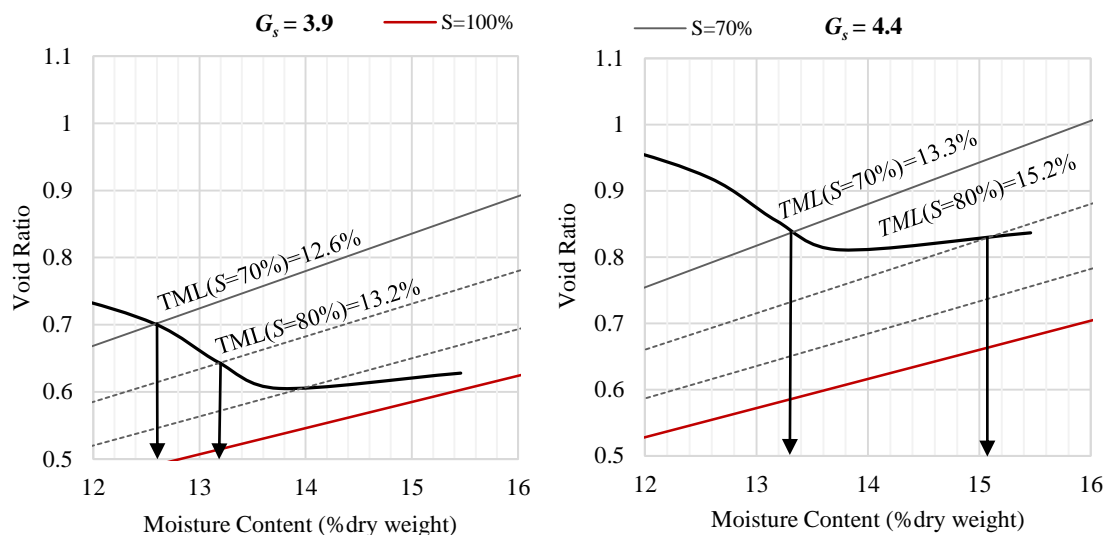 Gs = 3.9
S=100%
S=70%
Gs = 4.4
1.1
1
0.9
0.8
0.7
0.6
0.5
Void Ratio
TML(S=70%)=12.6%
TML(S=80%)=13.2%
12 13 14 15 16
Moisture Content (%dry weight)
1.1
1
0.9
0.8
0.7
0.6
0.5
Void Ratio
TML(S=70%)=13.3%
TML(S=80%)=15.2%
12 13 14 15 16
Moisture Content (%dry weight)